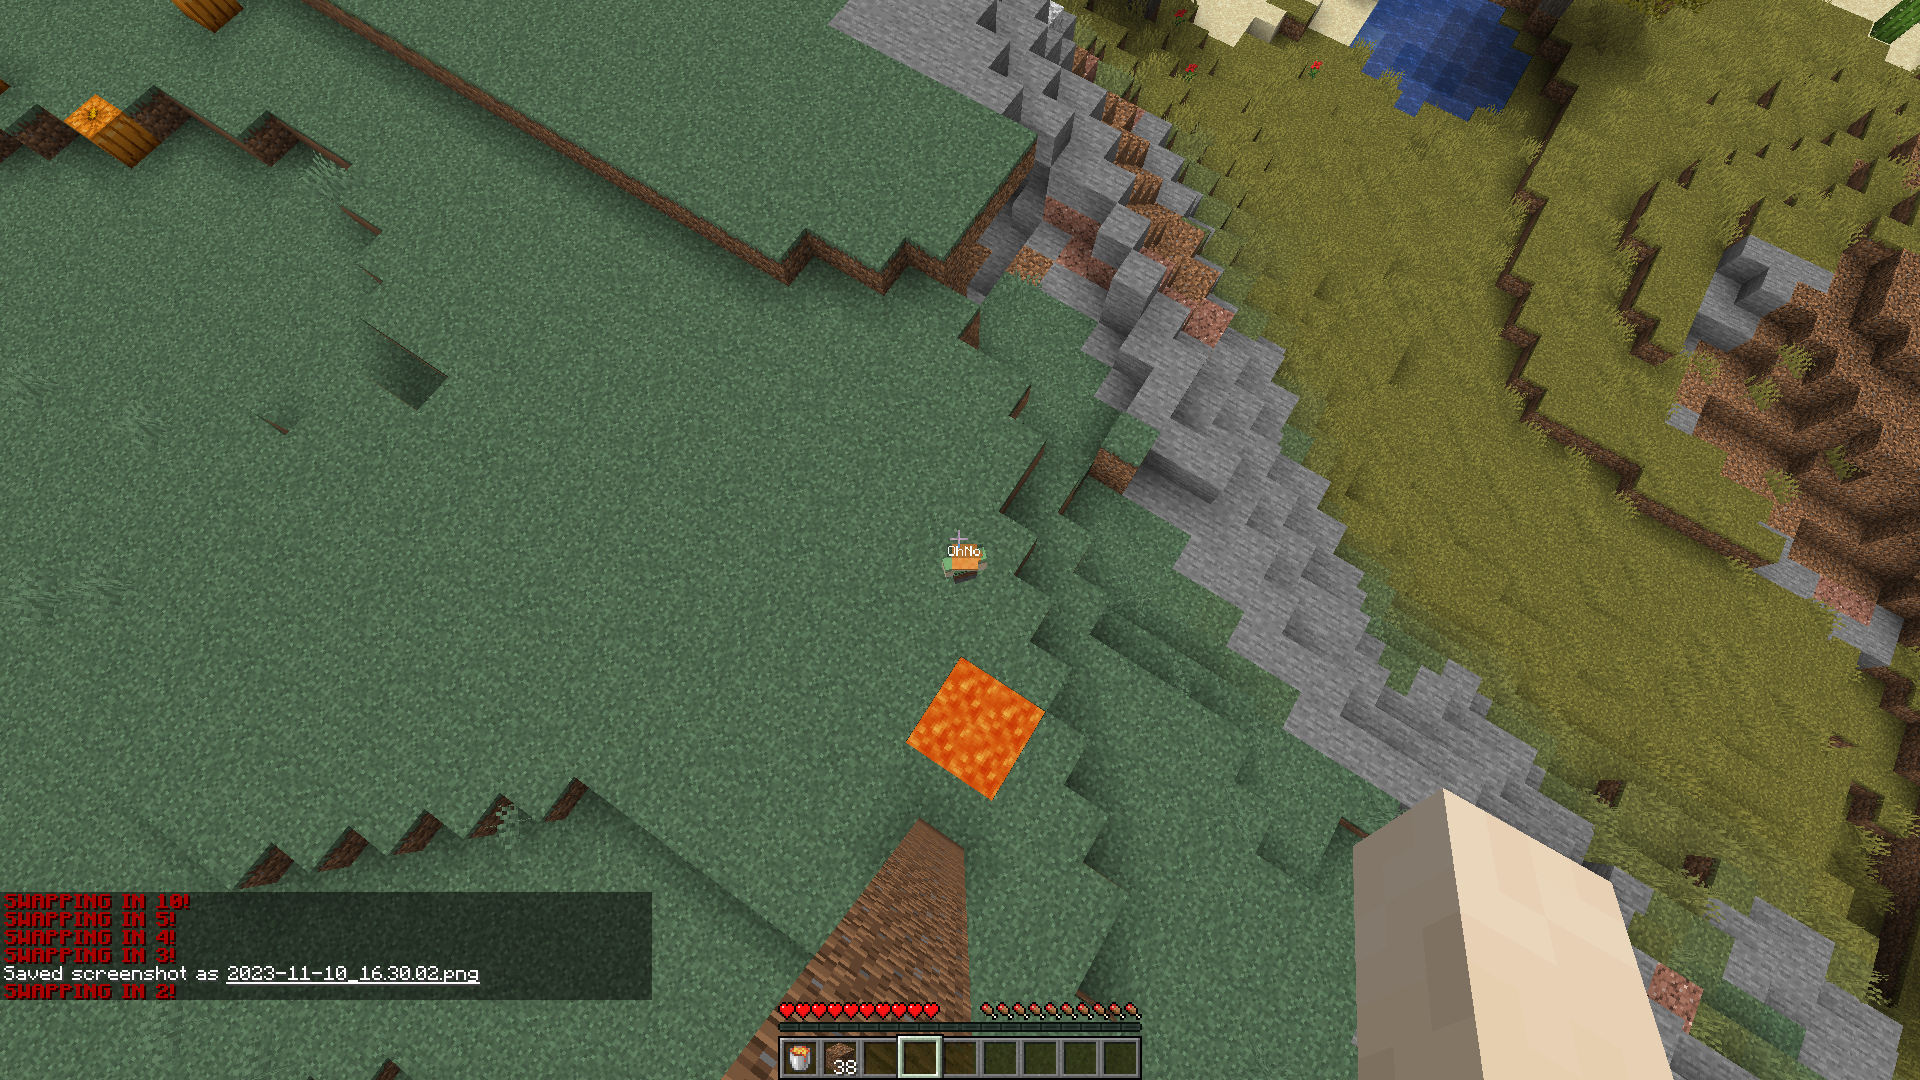 OhNo
SWAPPING IN 10!
SWAPPING IN 5!
SWAPPING IN 4!
SWAPPING IN 3!
Saved screenshot as 2023-11-10_16.30.02.png
SWAPPING IN 2!
38